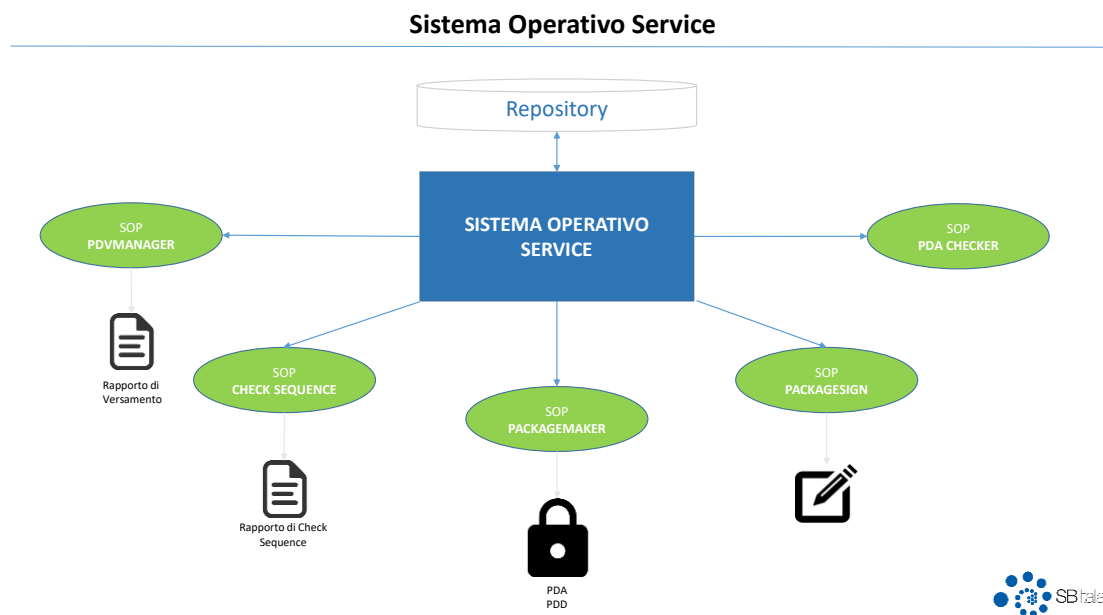 Sistema Operativo Service
Repository
SISTEMA OPERATIVO
SERVICE
SOP
PDVMANAGER
SOP
PDA CHECKER
Rapporto di
Versamento
SOP
CHECK SEQUENCE
SOP
PACKAGESIGN
SOP
PACKAGEMAKER
Rapporto di Check
Sequence
PDA
PDD